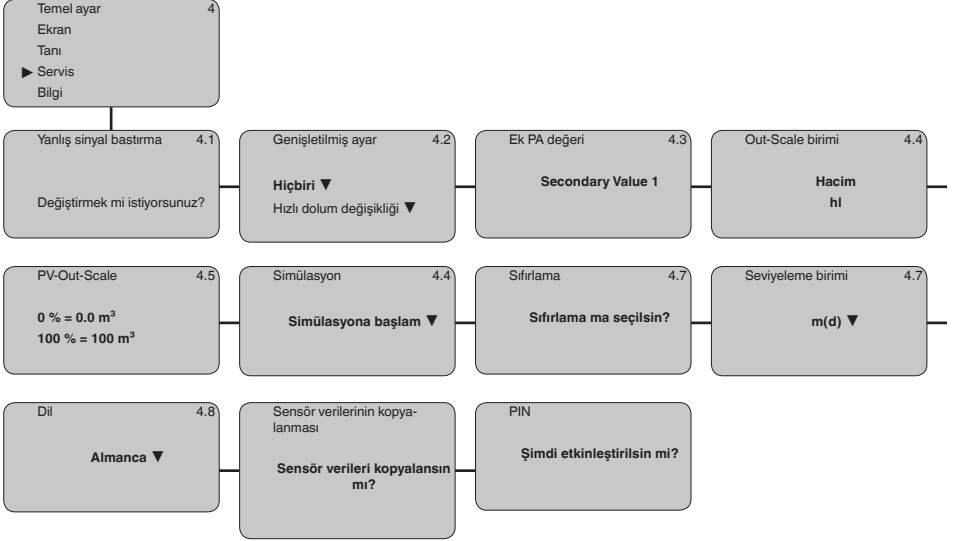 Temel ayar 4
Ekran
Tanı
▶ Servis
Bilgi
Yanlış sinyal bastırma 4.1
Değiştirmek mi istiyorsunuz?
Genişletilmiş ayar 4.2
Hiçbiri ▼
Hızlı dolum değişikliği ▼
Ek PA değeri 4.3
Secondary Value 1
Out-Scale birimi 4.4
Hacim
hl
PV-Out-Scale 4.5
0 % = 0.0 m³
100 % = 100 m³
Simülasyon 4.4
Simülasyona başlam ▼
Sıfırlama 4.7
Sıfırlama ma seçilsin?
Seviyeleme birimi 4.7
m(d) ▼
Dil 4.8
Almanca ▼
Sensör verilerinin kopya-
lanması
Sensör verileri kopyalansın
mı?
PIN
Şimdi etkinleştirilsin mi?